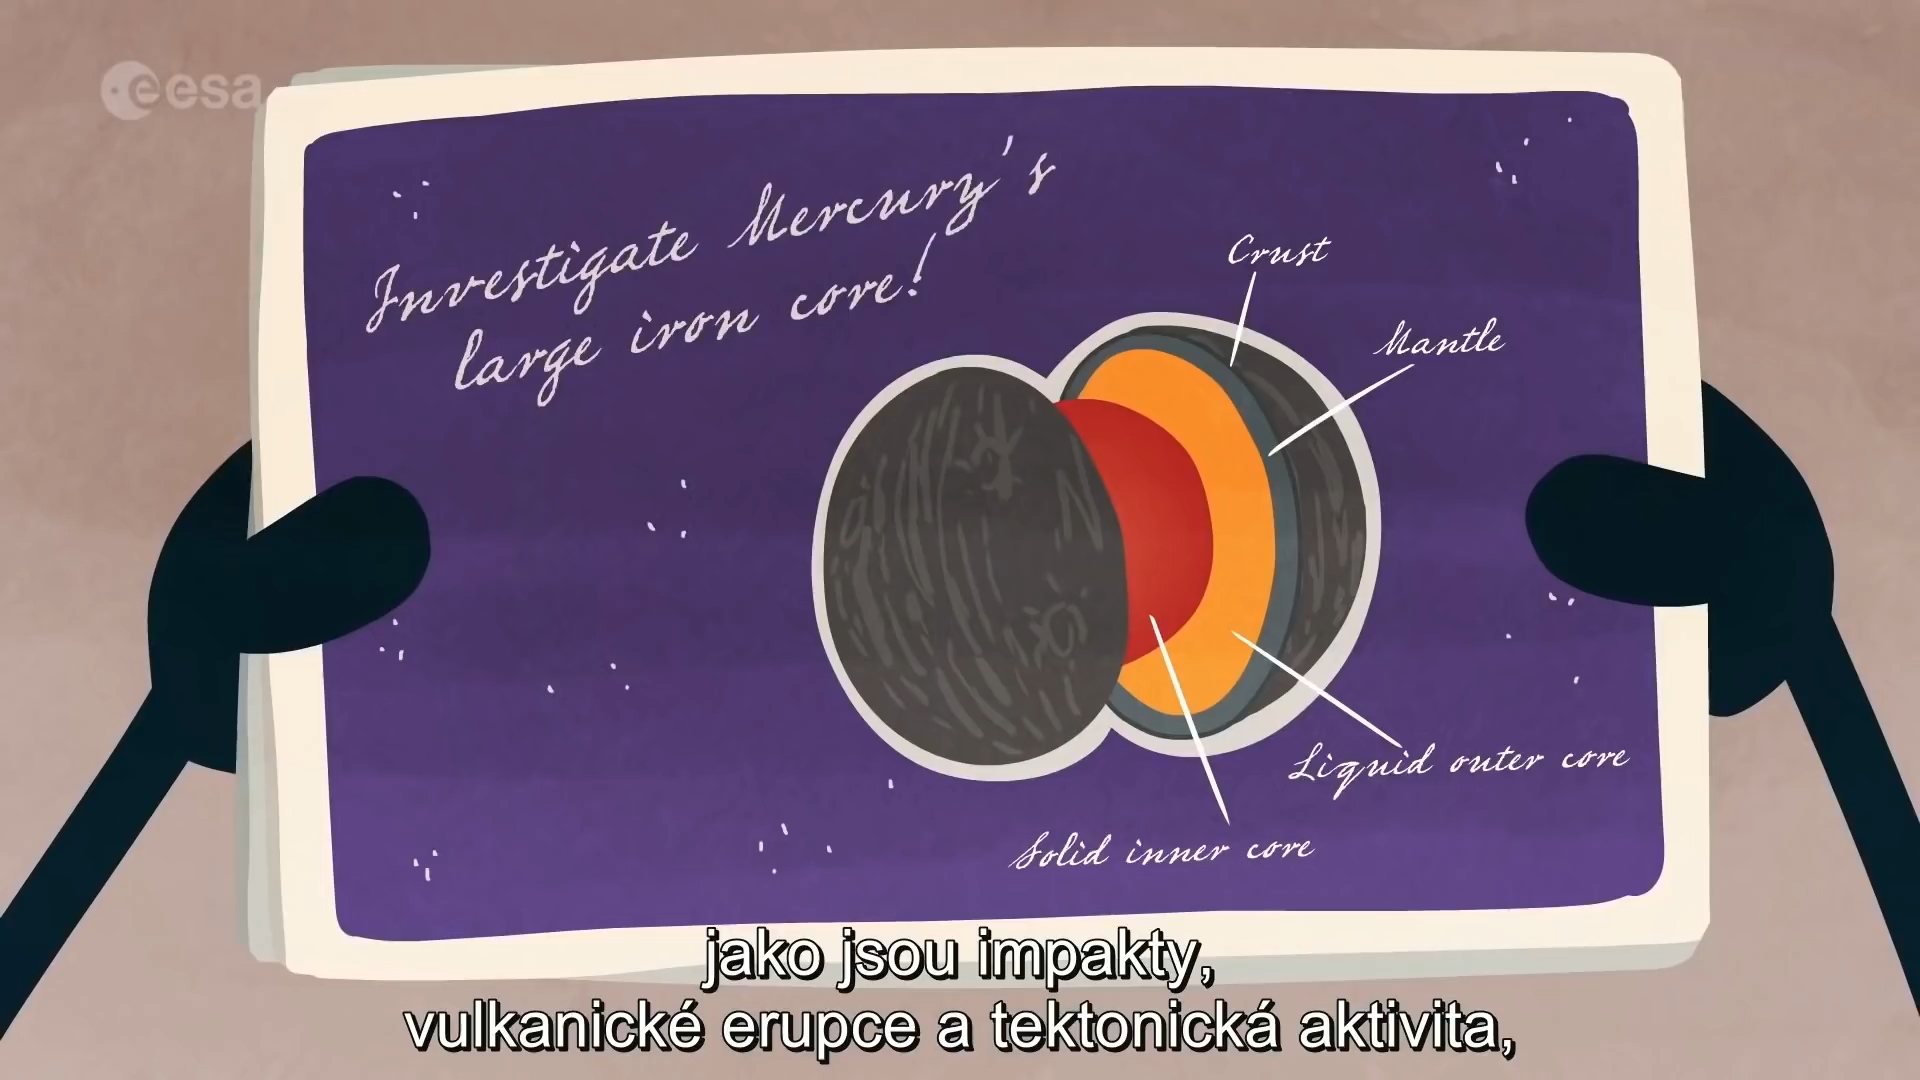 esa
Investigate Mercury's
large iron core!
Crust
Mantle
Liquid outer core
Solid inner core
jako jsou impakty,
vulkanické erupce a tektonická aktivita,